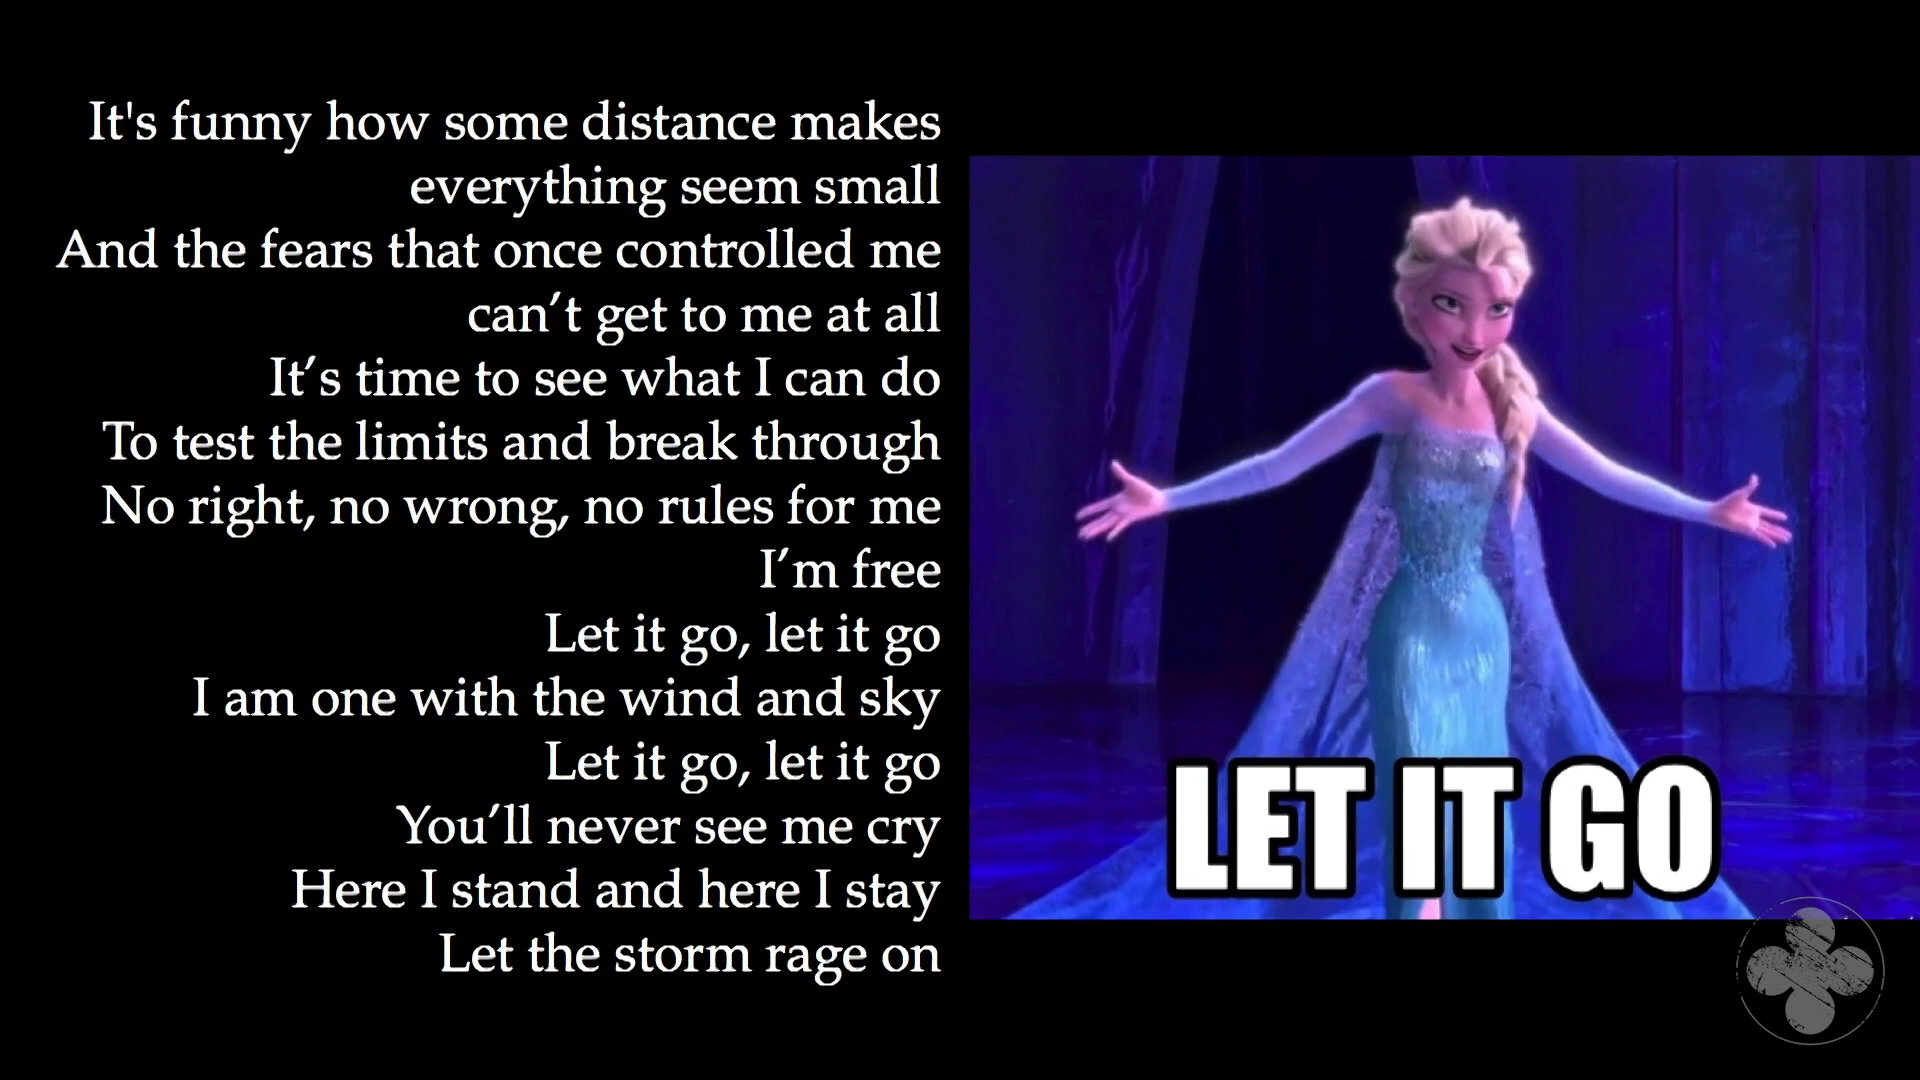 It's funny how some distance makes
everything seem small
And the fears that once controlled me
can’t get to me at all
It’s time to see what I can do
To test the limits and break through
No right, no wrong, no rules for me
I’m free
Let it go, let it go
I am one with the wind and sky
Let it go, let it go
You’ll never see me cry
Here I stand and here I stay
Let the storm rage on
LET IT GO